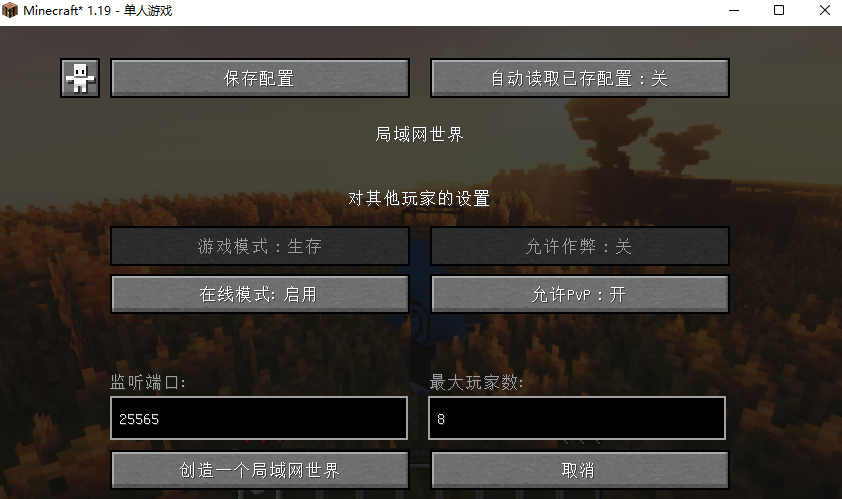 Minecraft* 1.19 - 单人游戏
保存配置
自动读取已存配置：关
局域网世界
对其他玩家的设置
游戏模式：生存
允许作弊：关
在线模式: 启用
允许PvP：开
监听端口:
最大玩家数:
25565
8
创造一个局域网世界
取消